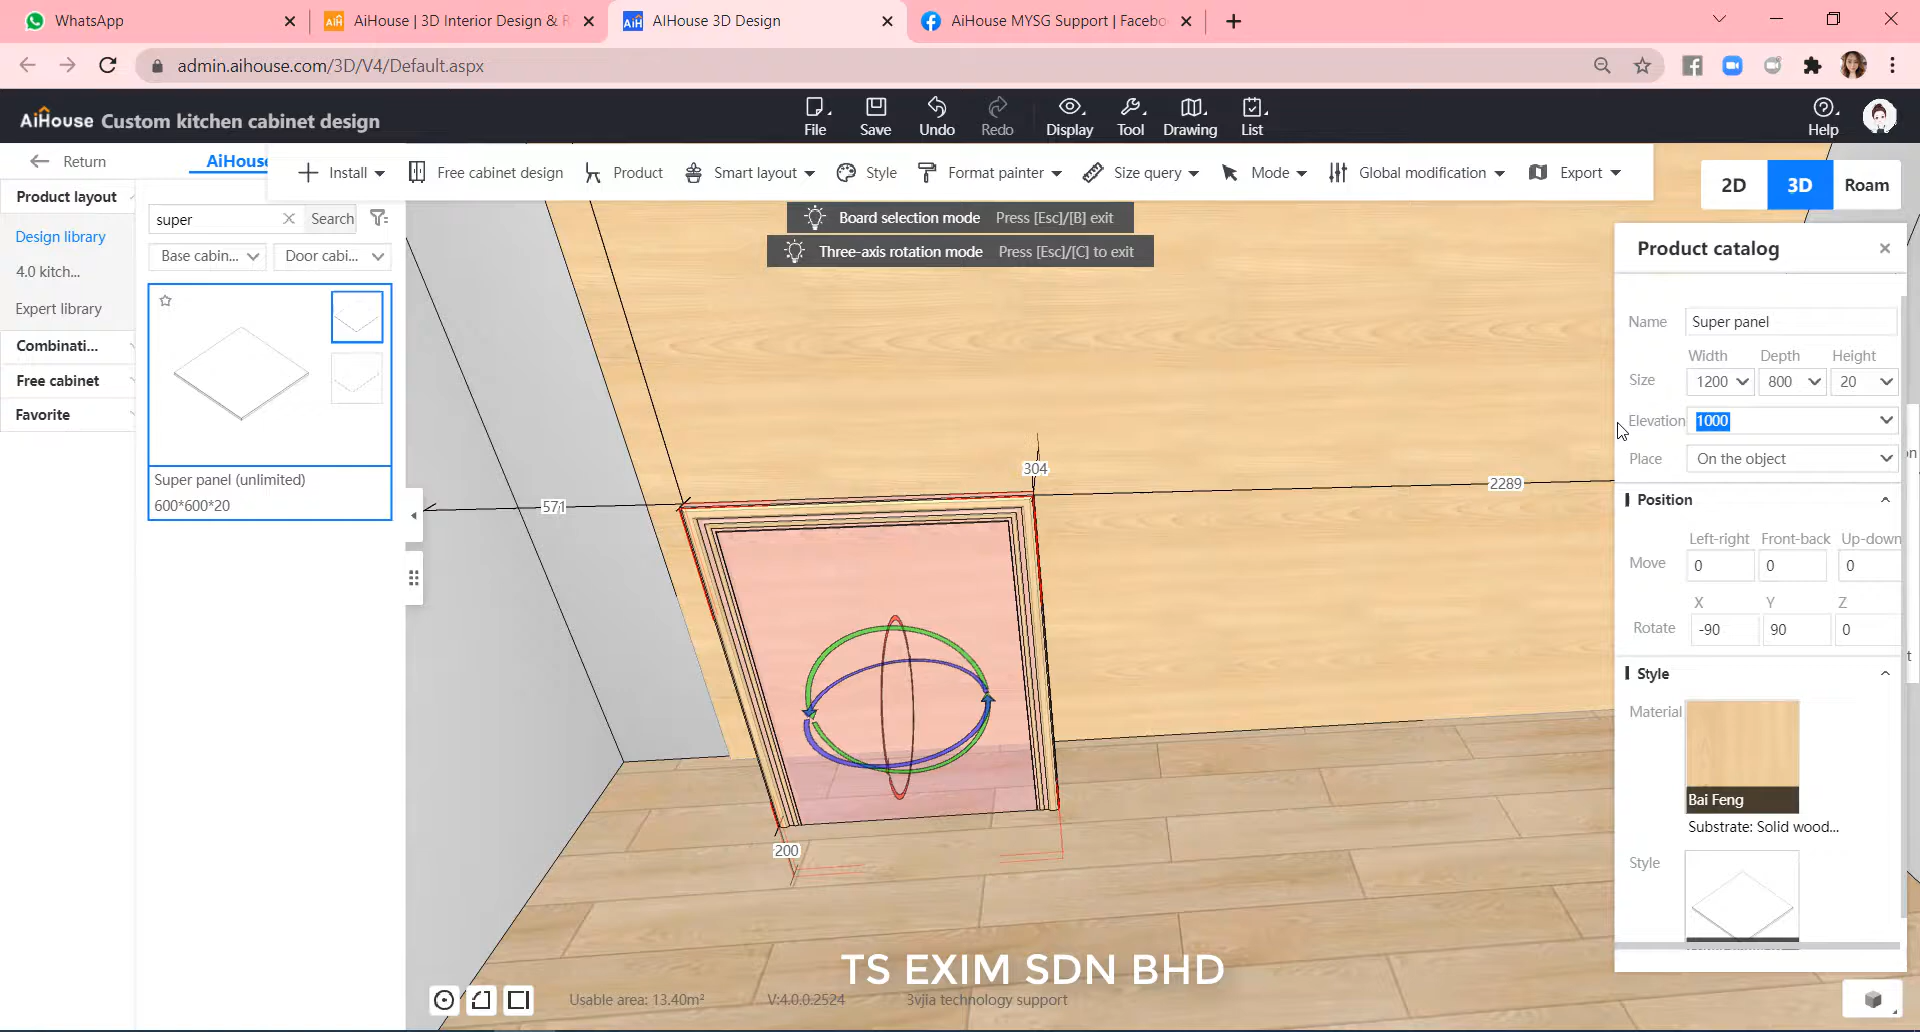 WhatsApp
AiHouse | 3D Interior Design & R
AIHouse 3D Design
AiHouse MYSG Support | Facebo
admin.aihouse.com/3D/V4/Default.aspx
AiHouse Custom kitchen cabinet design
File
Save
Undo
Redo
Display
Tool
Drawing
List
Help
Return
AiHouse
Install
Free cabinet design
Product
Smart layout
Style
Format painter
Size query
Mode
Global modification
Export
2D
3D
Roam
Product layout
Design library
4.0 kitch...
Expert library
Combinati...
Free cabinet
Favorite
super
Search
Base cabin...
Door cabi...
Super panel (unlimited)
600*600*20
Board selection mode Press [Esc]/[B] exit
Three-axis rotation mode Press [Esc]/[C] to exit
304
571
2289
200
Product catalog
Name Super panel
Width Depth Height
Size 1200 800 20
Elevation 1000
Place On the object
Position
Left-right Front-back Up-down
Move 0 0 0
X Y Z
Rotate -90 90 0
Style
Material
Bai Feng
Substrate: Solid wood...
Style
TS EXIM SDN BHD
Usable area: 13.40m² V:4.0.0.2524 3vjia technology support